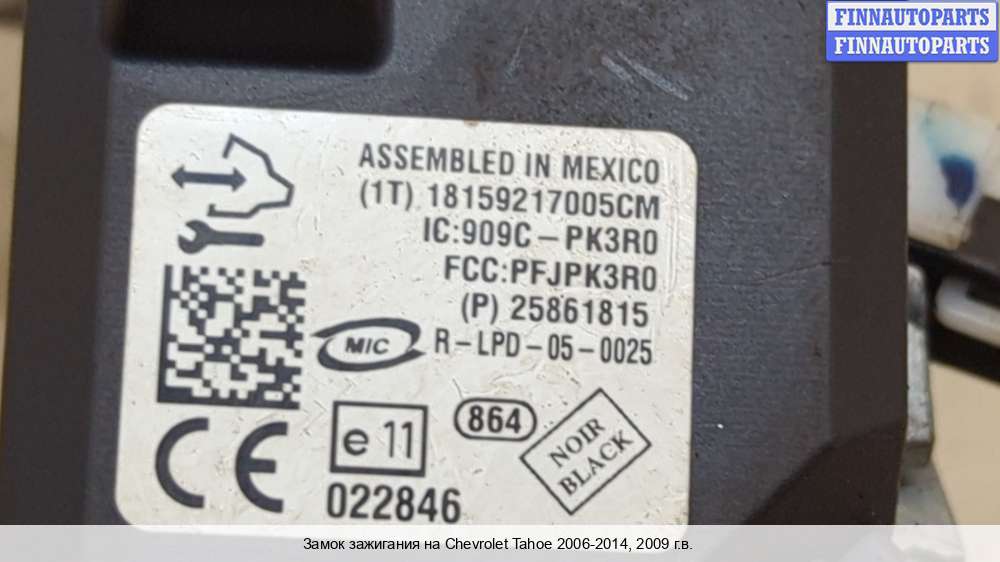 FINNAUTOPARTS
FINNAUTOPARTS
ASSEMBLED IN MEXICO
(1T) 18159217005CM
IC:909C-PK3R0
FCC:PFJPK3R0
(P) 25861815
MIC R-LPD-05-0025
CE
e 11
022846
864
NOIR
BLACK
Замок зажигания на Chevrolet Tahoe 2006-2014, 2009 г.в.